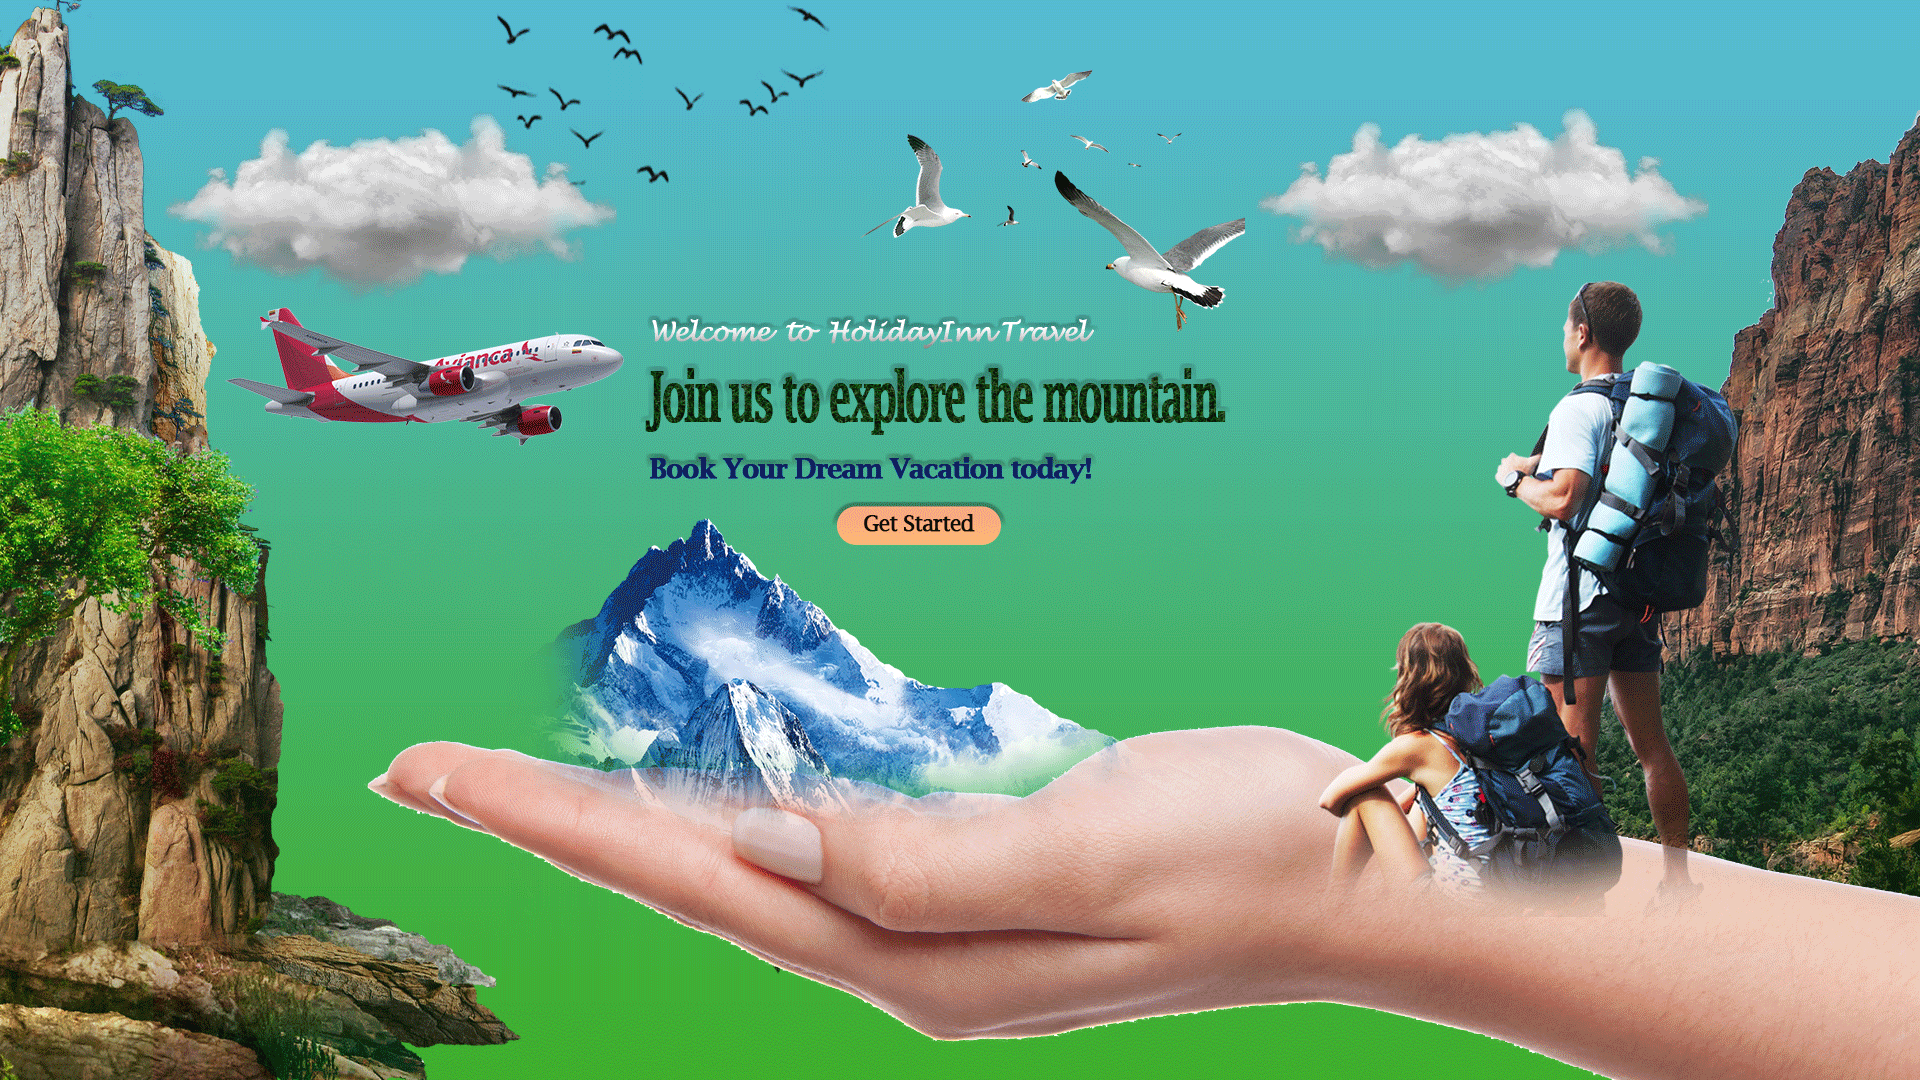 Avianca
Welcome to HolidayInnTravel
Join us to explore the mountain.
Book Your Dream Vacation today!
Get Started